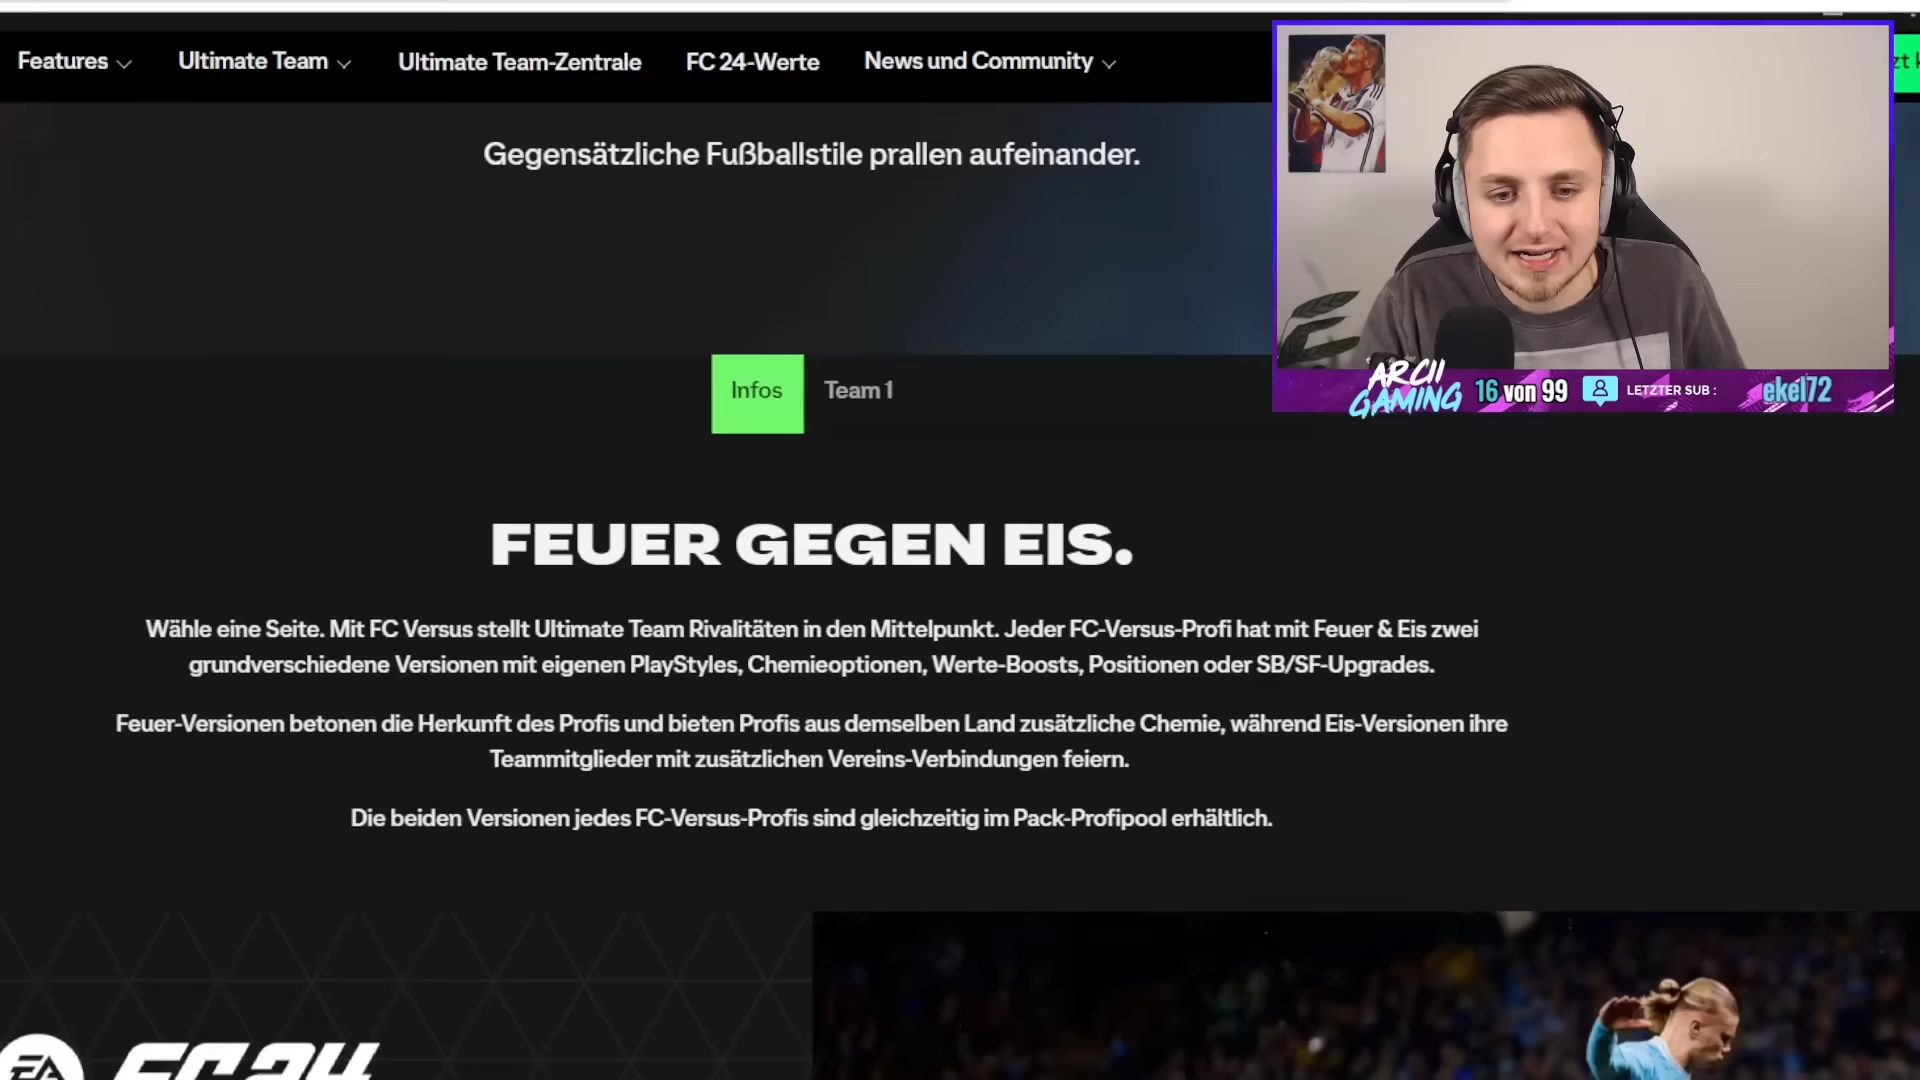 Features
Ultimate Team
Ultimate Team-Zentrale
FC 24-Werte
News und Community
Gegensätzliche Fußballstile prallen aufeinander.
ARCII
GAMING
16 von 99
LETZTER SUB :
ekel72
Infos
Team 1
FEUER GEGEN EIS.
Wähle eine Seite. Mit FC Versus stellt Ultimate Team Rivalitäten in den Mittelpunkt. Jeder FC-Versus-Profi hat mit Feuer & Eis zwei
grundverschiedene Versionen mit eigenen PlayStyles, Chemieoptionen, Werte-Boosts, Positionen oder SB/SF-Upgrades.
Feuer-Versionen betonen die Herkunft des Profis und bieten Profis aus demselben Land zusätzliche Chemie, während Eis-Versionen ihre
Teammitglieder mit zusätzlichen Vereins-Verbindungen feiern.
Die beiden Versionen jedes FC-Versus-Profis sind gleichzeitig im Pack-Profipool erhältlich.
EA
FC 24